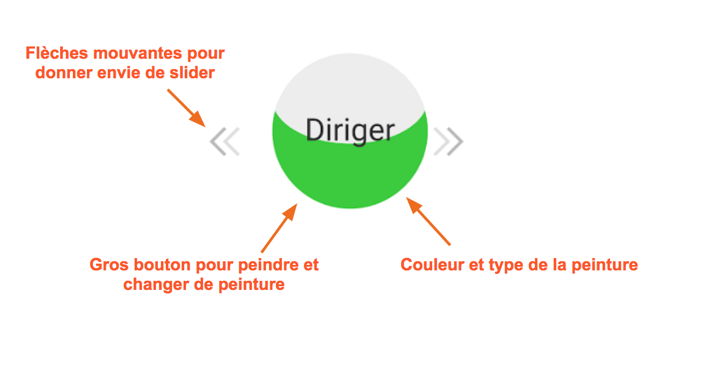 Flèches mouvantes pour
donner envie de slider
Diriger
Gros bouton pour peindre et
changer de peinture
Couleur et type de la peinture